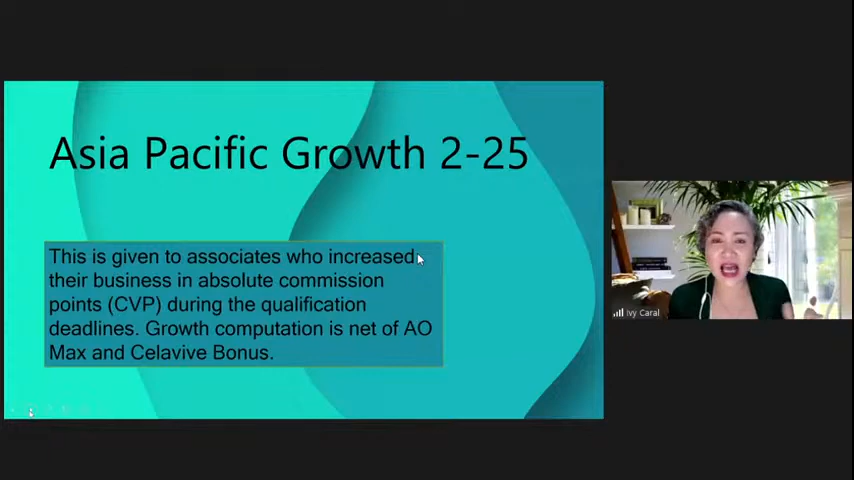 Asia Pacific Growth 2-25
This is given to associates who increased
their business in absolute commission
points (CVP) during the qualification
deadlines. Growth computation is net of AO
Max and Celavive Bonus.
Ivy Caral